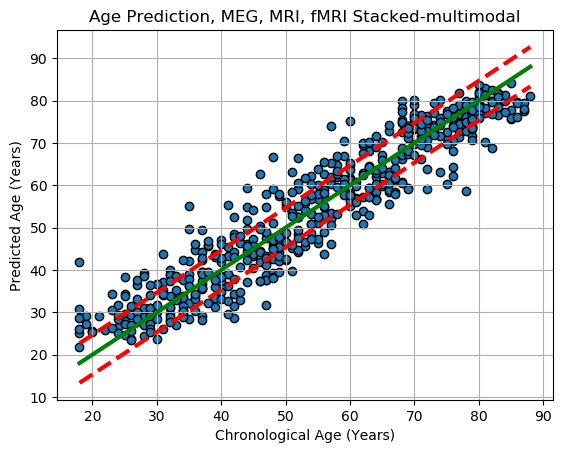 Age Prediction, MEG, MRI, fMRI Stacked-multimodal
90
80
70
60
50
40
30
20
10
Predicted Age (Years)
20 30 40 50 60 70 80 90
Chronological Age (Years)